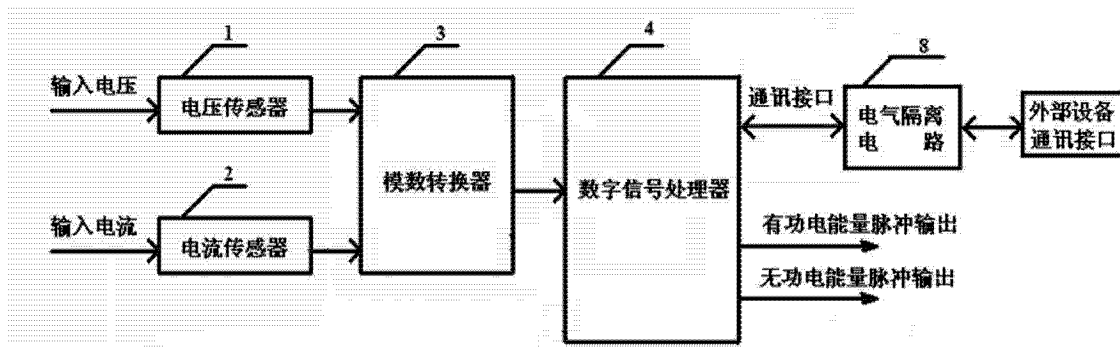 1
3
4
8
输入电压
电压传感器
通讯接口
电气隔离
电 路
外部设备
通讯接口
模数转换器
数字信号处理器
2
输入电流
电流传感器
有功电能量脉冲输出
无功电能量脉冲输出